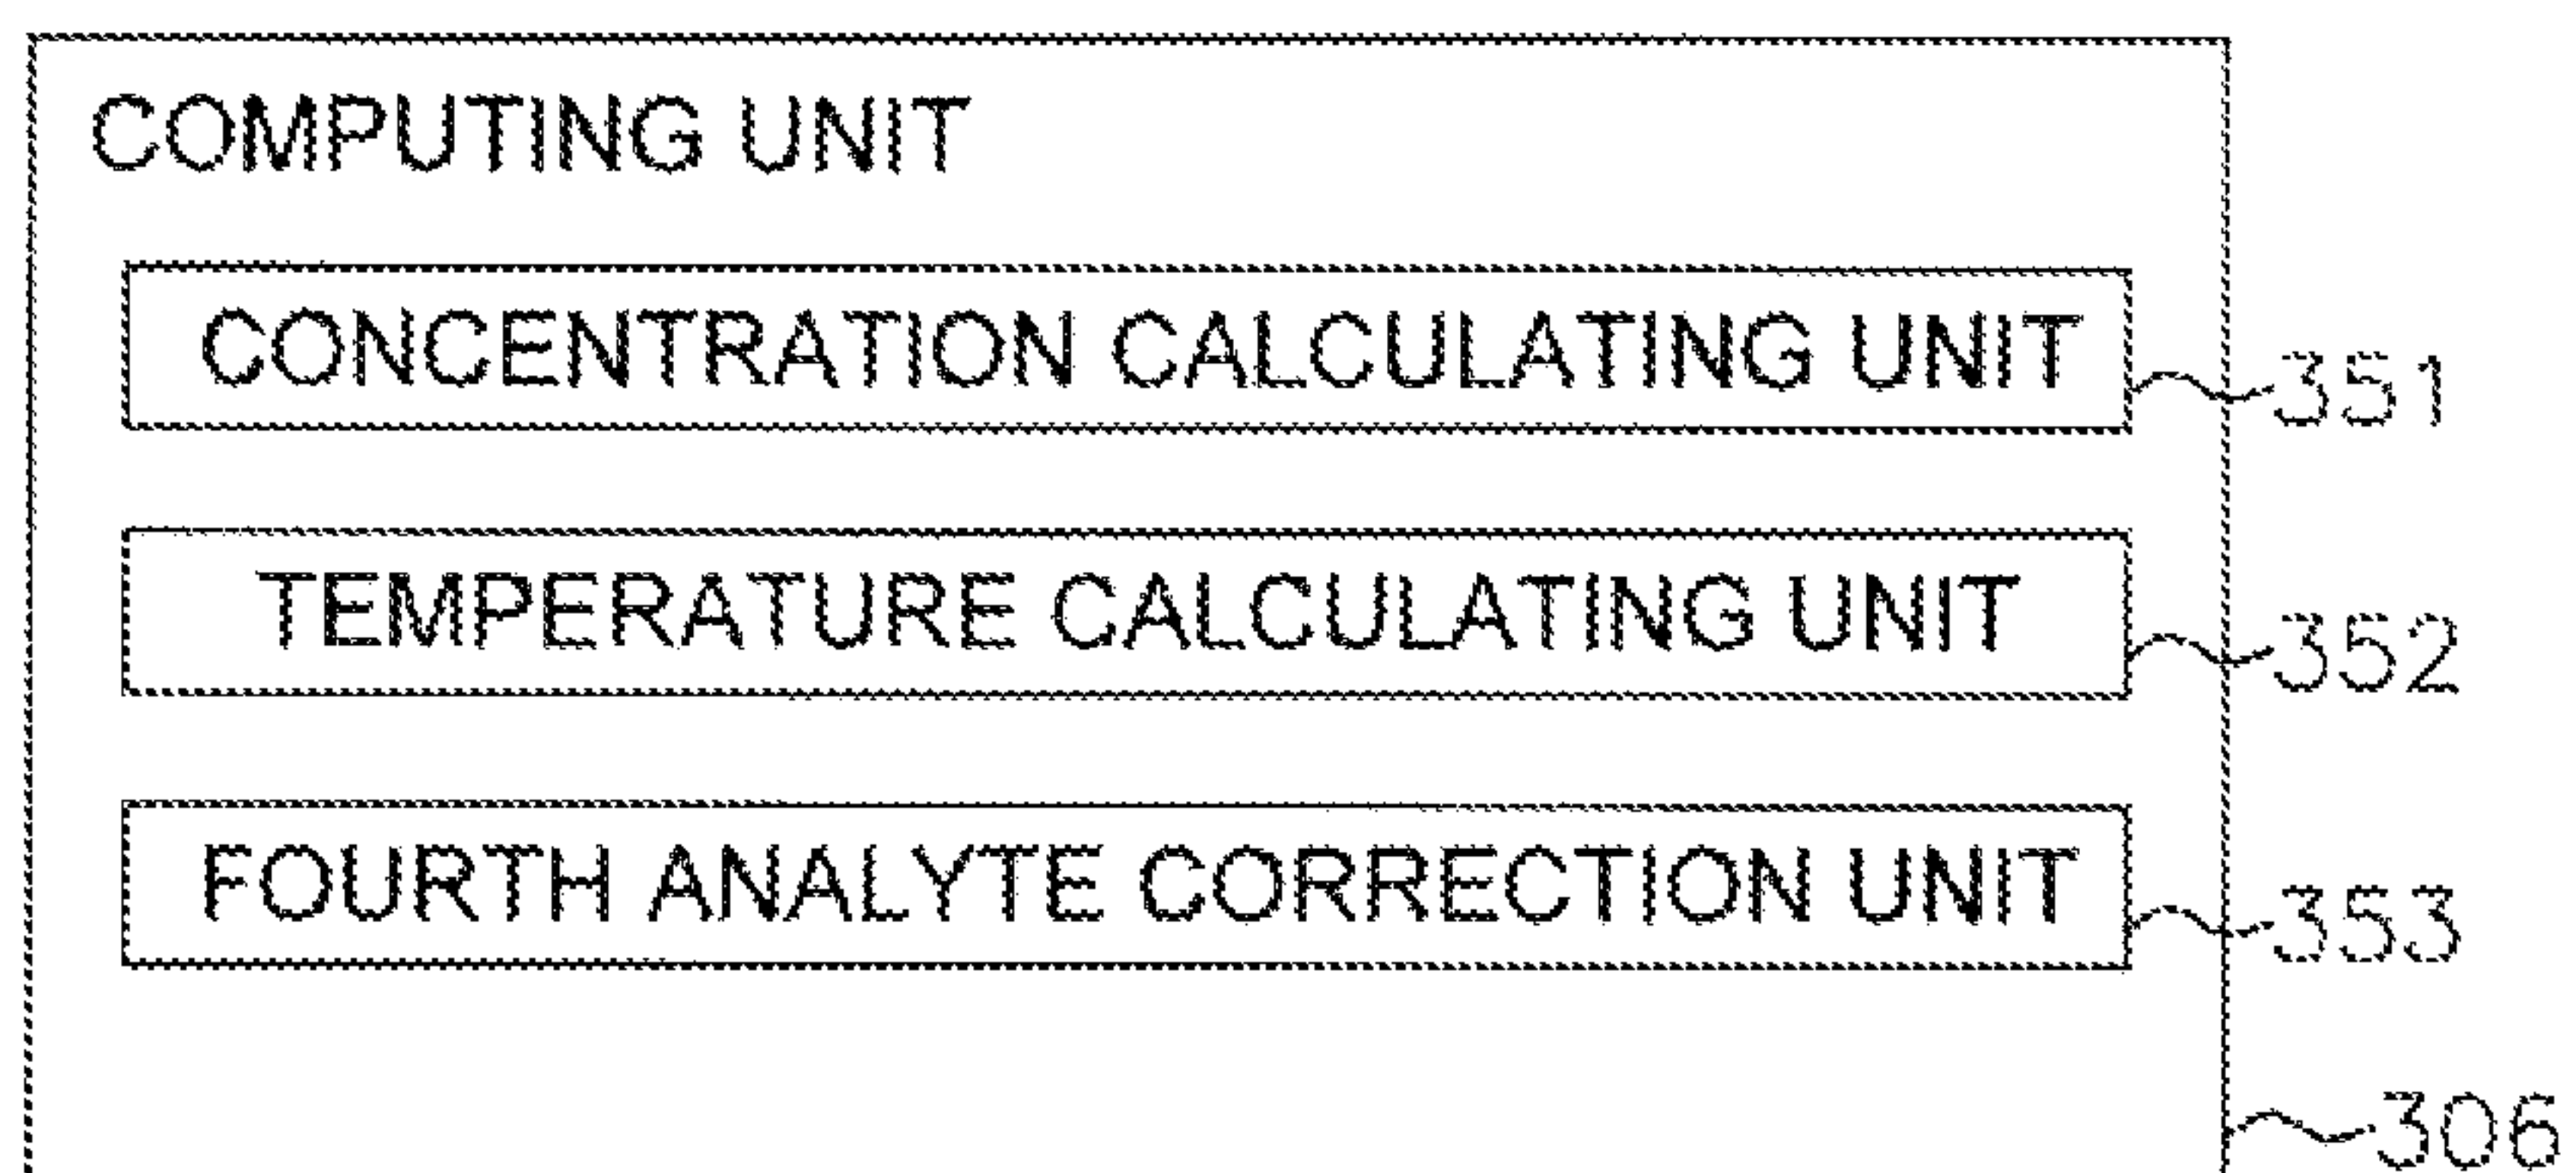 COMPUTING UNIT
CONCENTRATION CALCULATING UNIT
351
TEMPERATURE CALCULATING UNIT
352
FOURTH ANALYTE CORRECTION UNIT
353
306